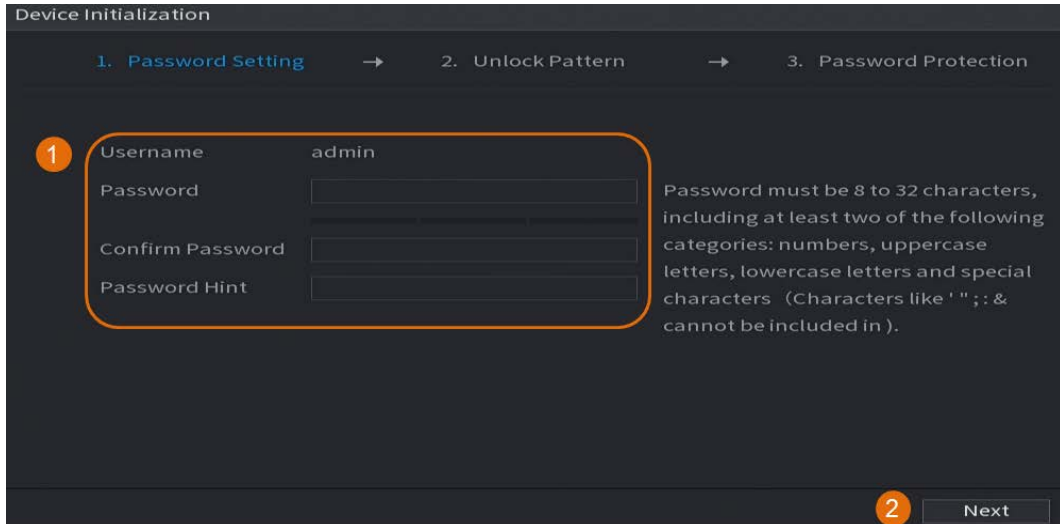 Device Initialization
1. Password Setting → 2. Unlock Pattern → 3. Password Protection
1
Username admin
Password
Confirm Password
Password Hint
Password must be 8 to 32 characters,
including at least two of the following
categories: numbers, uppercase
letters, lowercase letters and special
characters (Characters like ' " ; : &
cannot be included in ).
2
Next